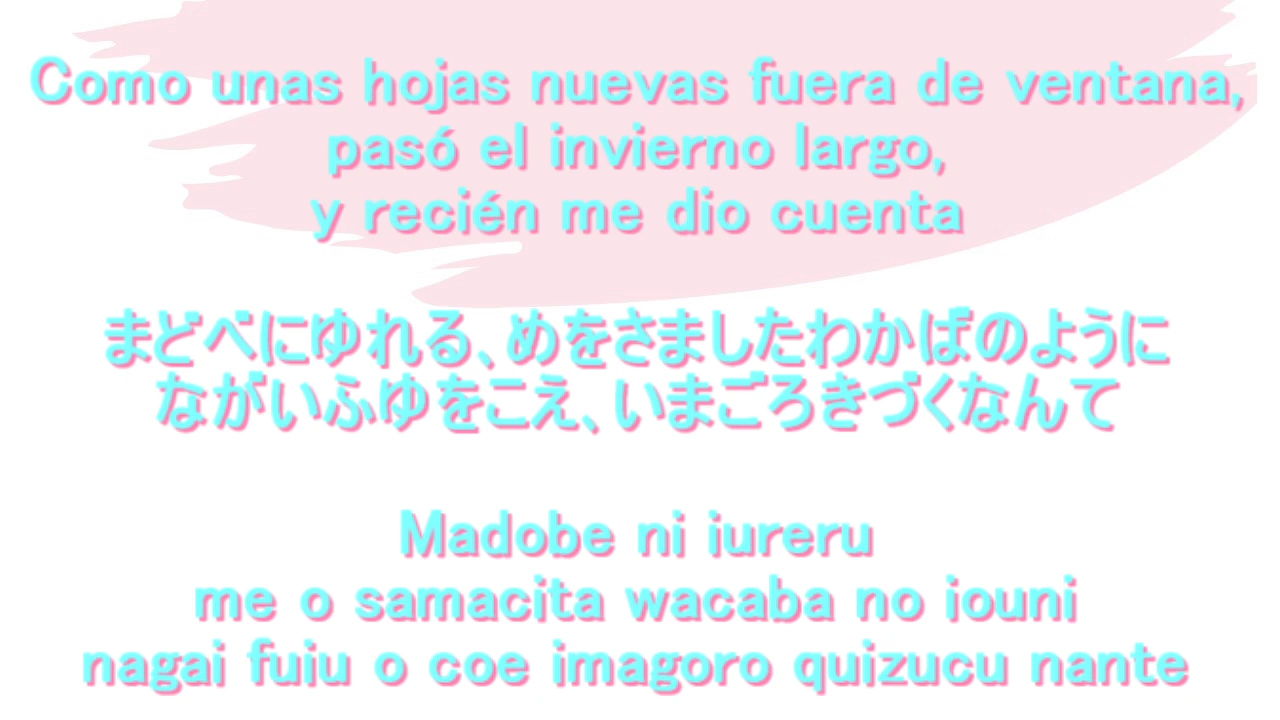 Como unas hojas nuevas fuera de ventana,
pasó el invierno largo,
y recién me dio cuenta
まどべにゆれる、めをさましたわかばのように
ながいふゆをこえ、いまごろきづくなんて
Madobe ni iureru
me o samacita wacaba no iouni
nagai fuiu o coe imagoro quizucu nante